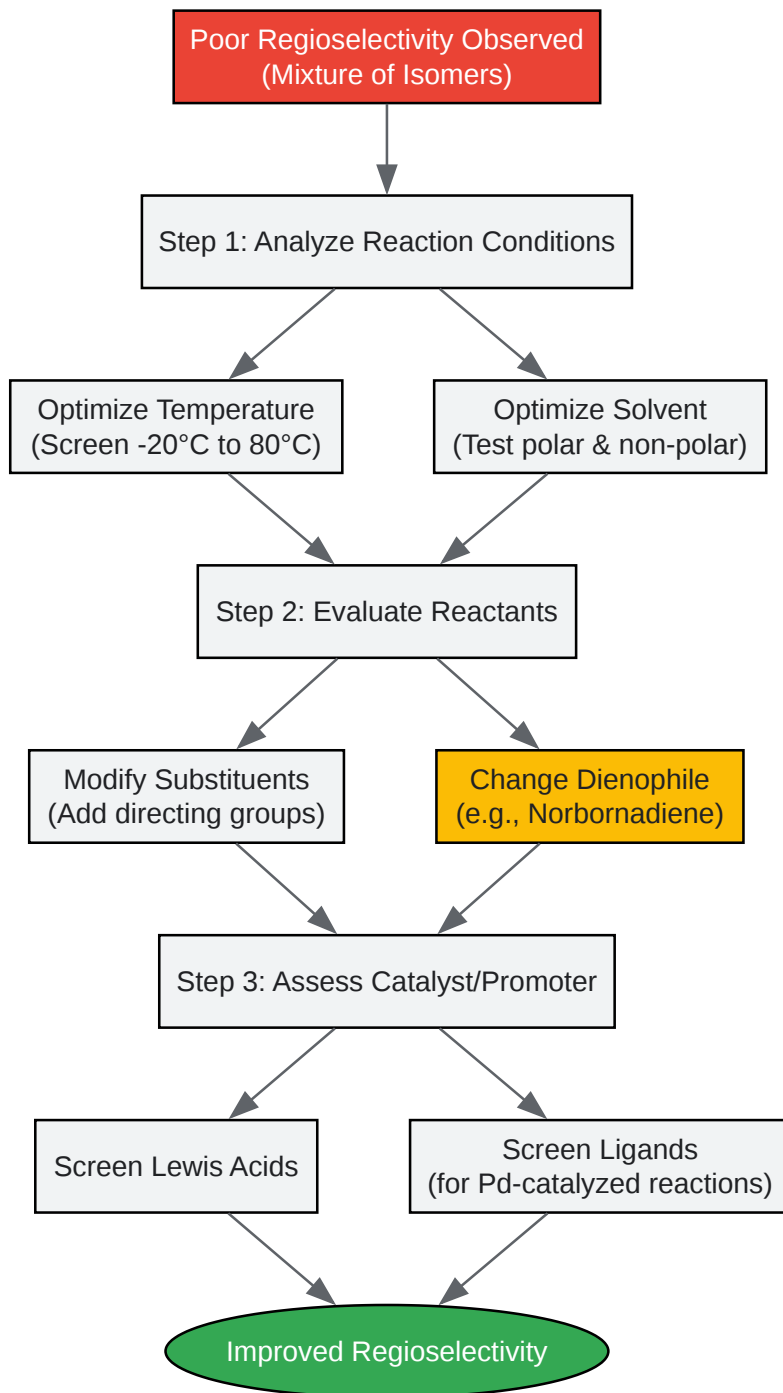 Poor Regioselectivity Observed
(Mixture of Isomers)
Step 1: Analyze Reaction Conditions
Optimize Temperature
(Screen -20°C to 80°C)
Optimize Solvent
(Test polar & non-polar)
Step 2: Evaluate Reactants
Modify Substituents
(Add directing groups)
Change Dienophile
(e.g., Norbornadiene)
Step 3: Assess Catalyst/Promoter
Screen Lewis Acids
Screen Ligands
(for Pd-catalyzed reactions)
Improved Regioselectivity